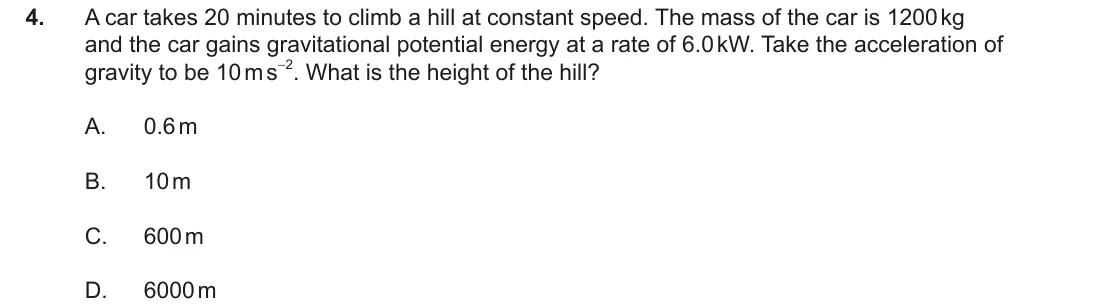 4. A car takes 20 minutes to climb a hill at constant speed. The mass of the car is 1200 kg
and the car gains gravitational potential energy at a rate of 6.0 kW. Take the acceleration of
gravity to be 10 m s⁻². What is the height of the hill?
A. 0.6 m
B. 10 m
C. 600 m
D. 6000 m